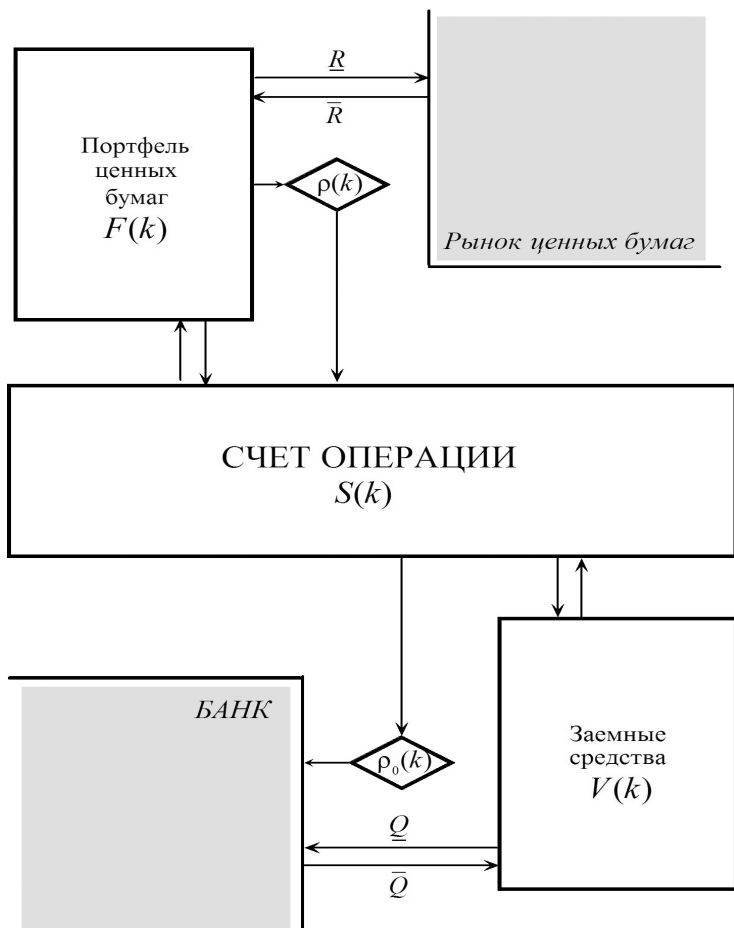 R̲
R̅
Портфель
ценных
бумаг
F(k)
ρ(k)
Рынок ценных бумаг
СЧЕТ ОПЕРАЦИИ
S(k)
БАНК
ρ₀(k)
Заемные
средства
V(k)
Q̲
Q̅